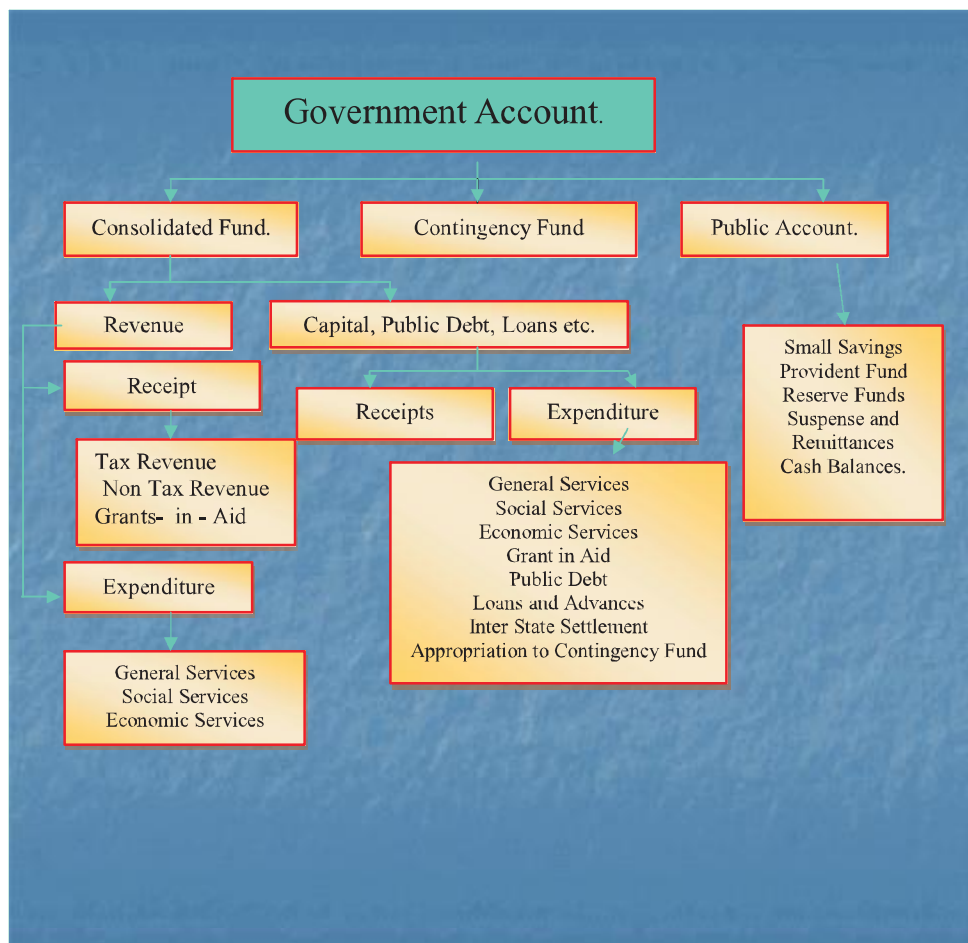 Government Account.
Consolidated Fund.
Contingency Fund
Public Account.
Revenue
Capital, Public Debt, Loans etc.
Receipt
Tax Revenue
Non Tax Revenue
Grants- in - Aid
Expenditure
General Services
Social Services
Economic Services
Receipts
Expenditure
General Services
Social Services
Economic Services
Grant in Aid
Public Debt
Loans and Advances
Inter State Settlement
Appropriation to Contingency Fund
Small Savings
Provident Fund
Reserve Funds
Suspense and
Remittances
Cash Balances.